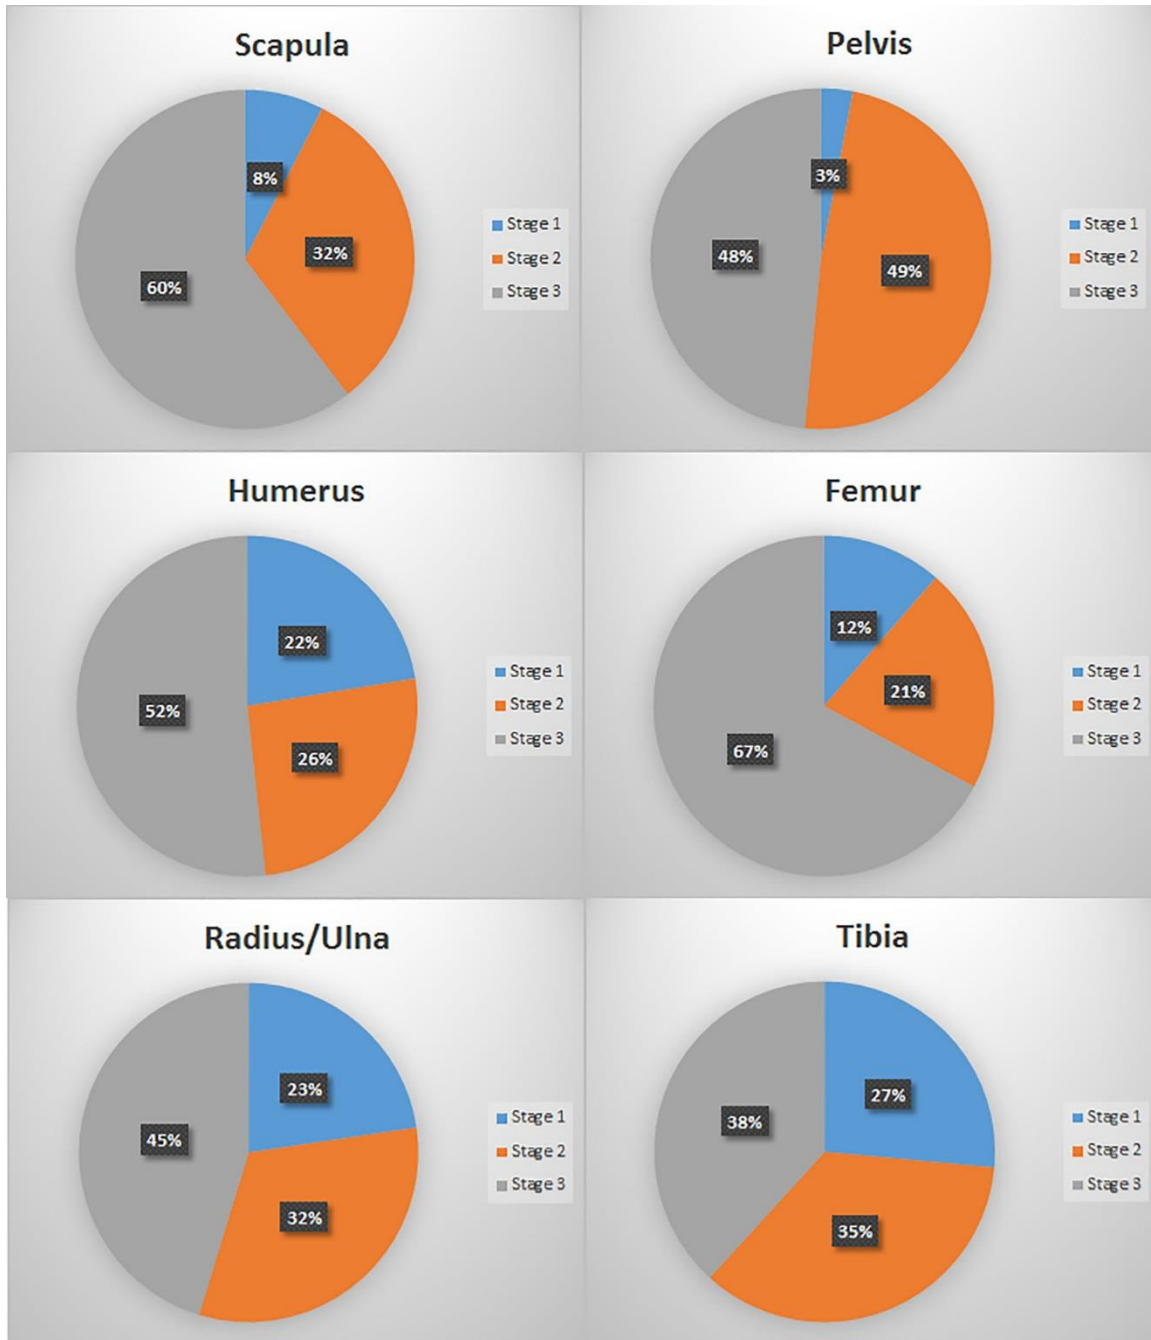 Scapula
8%
32%
60%
Stage 1
Stage 2
Stage 3
Pelvis
3%
49%
48%
Stage 1
Stage 2
Stage 3
Humerus
22%
26%
52%
Stage 1
Stage 2
Stage 3
Femur
12%
21%
67%
Stage 1
Stage 2
Stage 3
Radius/Ulna
23%
45%
32%
Stage 1
Stage 2
Stage 3
Tibia
27%
38%
35%
Stage 1
Stage 2
Stage 3